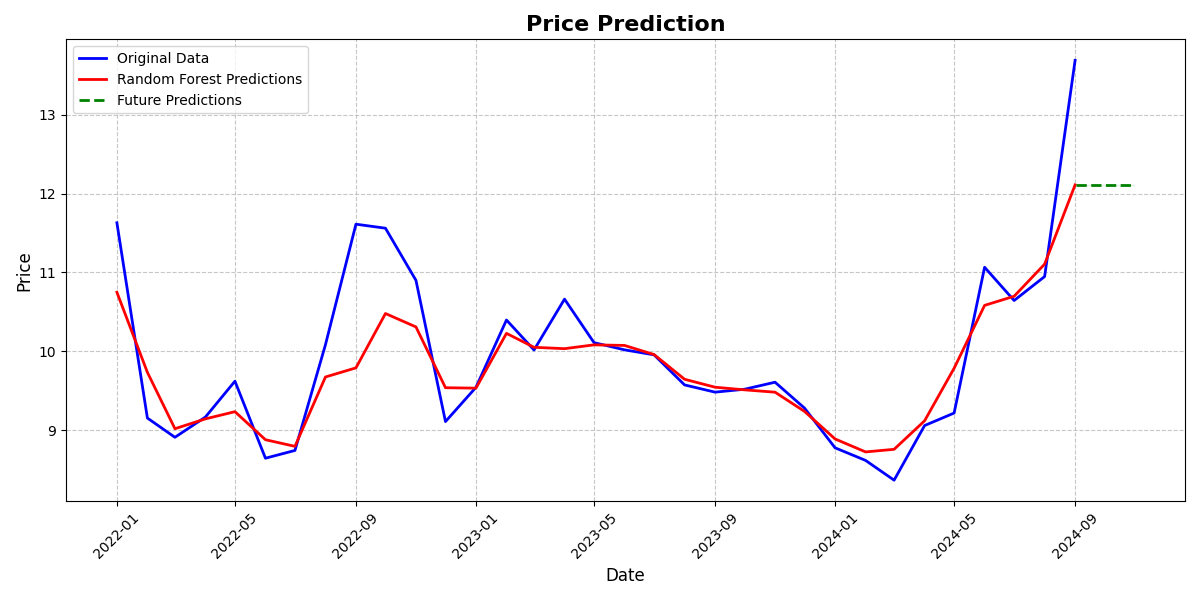 Price Prediction
Original Data
Random Forest Predictions
Future Predictions
Price
13
12
11
10
9
2022-01
2022-05
2022-09
2023-01
2023-05
2023-09
2024-01
2024-05
2024-09
Date